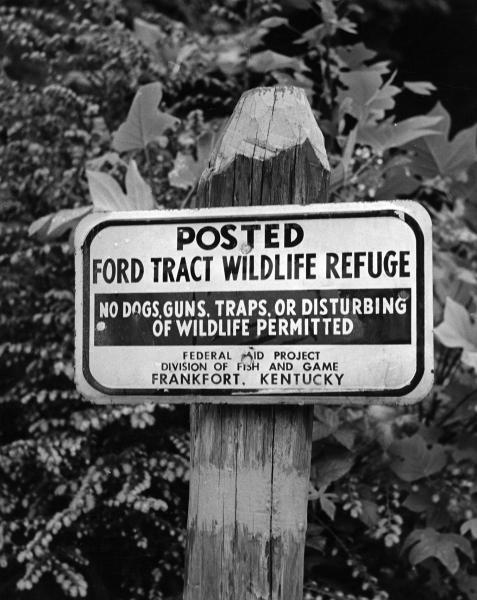 POSTED
FORD TRACT WILDLIFE REFUGE
NO DOGS, GUNS, TRAPS, OR DISTURBING
OF WILDLIFE PERMITTED
FEDERAL AID PROJECT
DIVISION OF FISH AND GAME
FRANKFORT, KENTUCKY